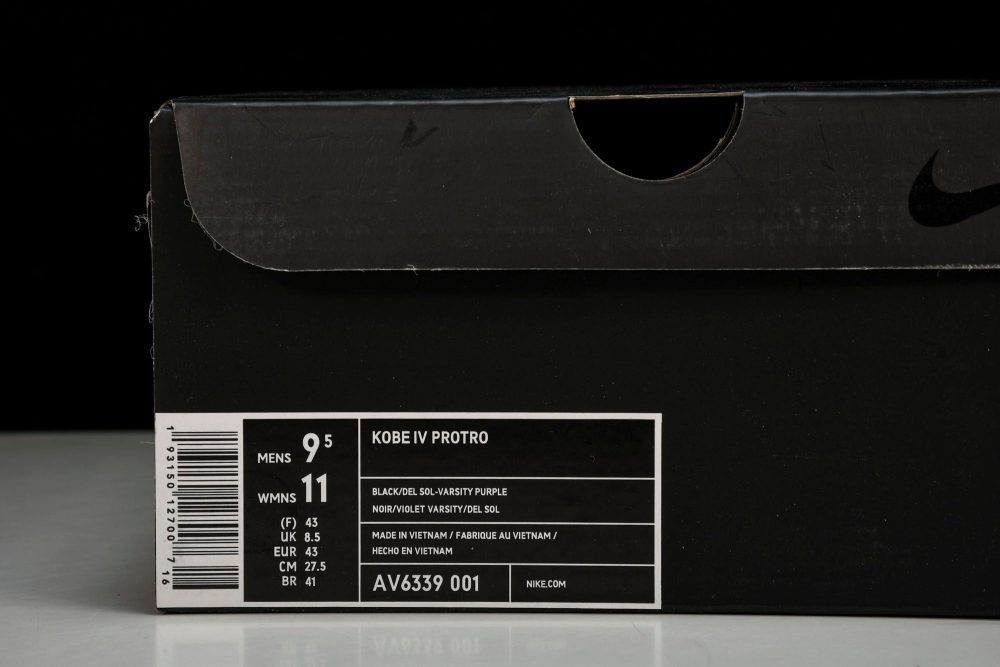 1 93150 12700 7 16
MENS 9 5
WMNS 11
(F) 43
UK 8.5
EUR 43
CM 27.5
BR 41
KOBE IV PROTRO
BLACK/DEL SOL-VARSITY PURPLE
NOIR/VIOLET VARSITY/DEL SOL
MADE IN VIETNAM / FABRIQUE AU VIETNAM /
HECHO EN VIETNAM
AV6339 001
NIKE.COM